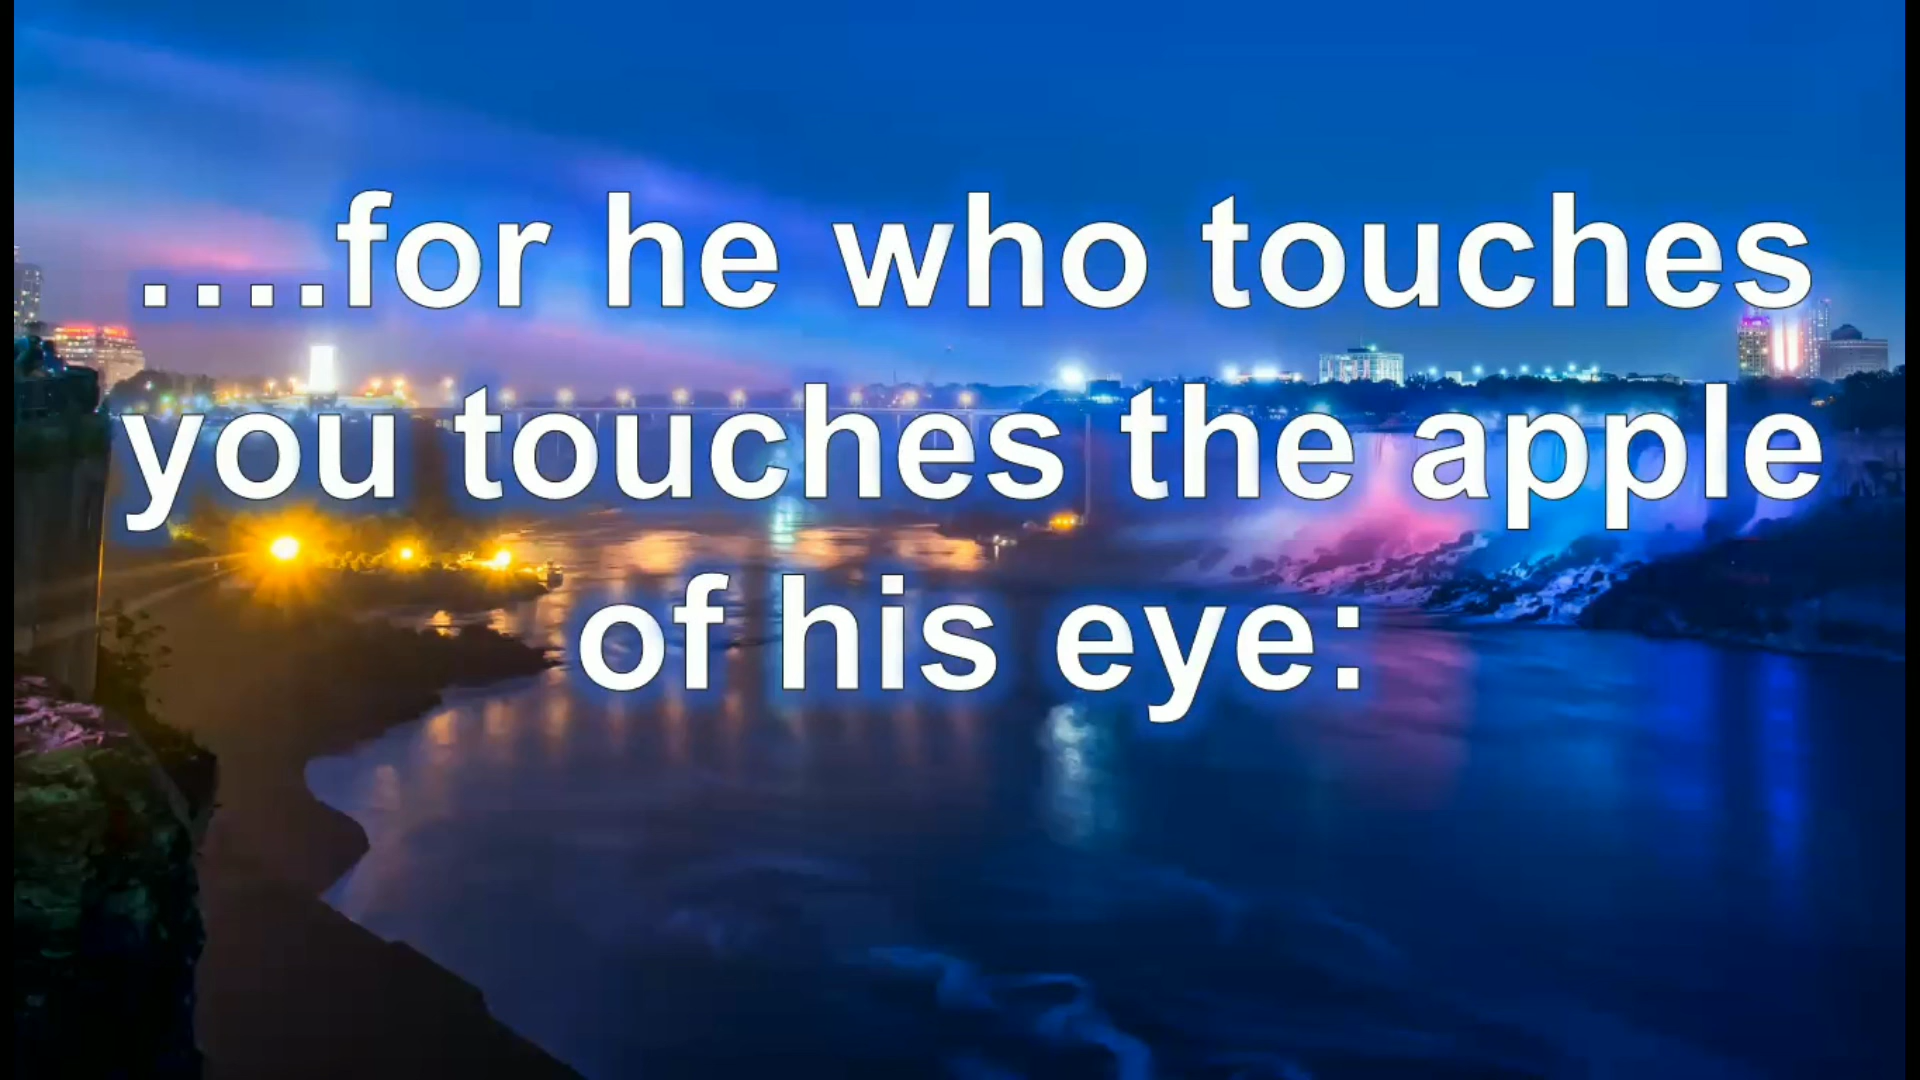 ....for he who touches
you touches the apple
of his eye: